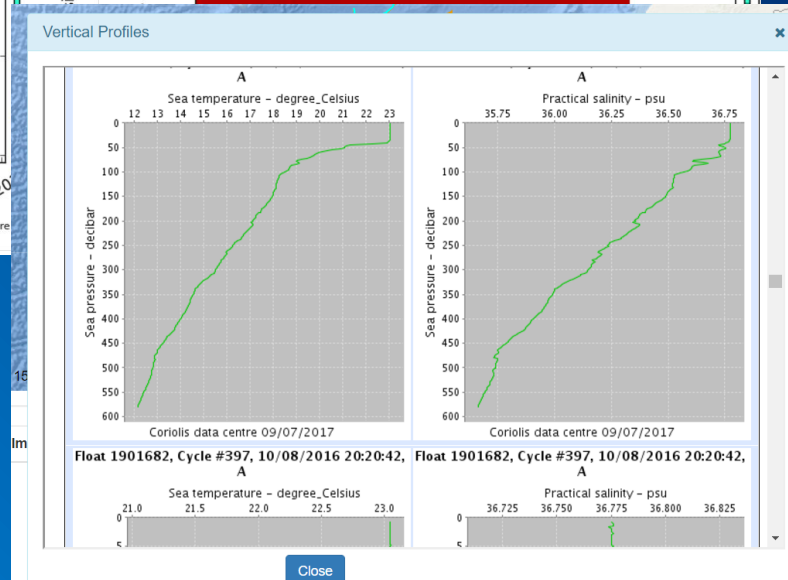 Vertical Profiles
×
A
A
Sea temperature – degree_Celsius
Practical salinity – psu
12 13 14 15 16 17 18 19 20 21 22 23
35.75 36.00 36.25 36.50 36.75
0
50
100
150
200
250
300
350
400
450
500
550
600
Sea pressure – decibar
0
50
100
150
200
250
300
350
400
450
500
550
600
Sea pressure – decibar
Coriolis data centre 09/07/2017
Coriolis data centre 09/07/2017
Float 1901682, Cycle #397, 10/08/2016 20:20:42,
A
Float 1901682, Cycle #397, 10/08/2016 20:20:42,
A
Sea temperature – degree_Celsius
Practical salinity – psu
21.0 21.5 22.0 22.5 23.0
36.725 36.750 36.775 36.800 36.825
0
5
0
5
Close
15
Im
re